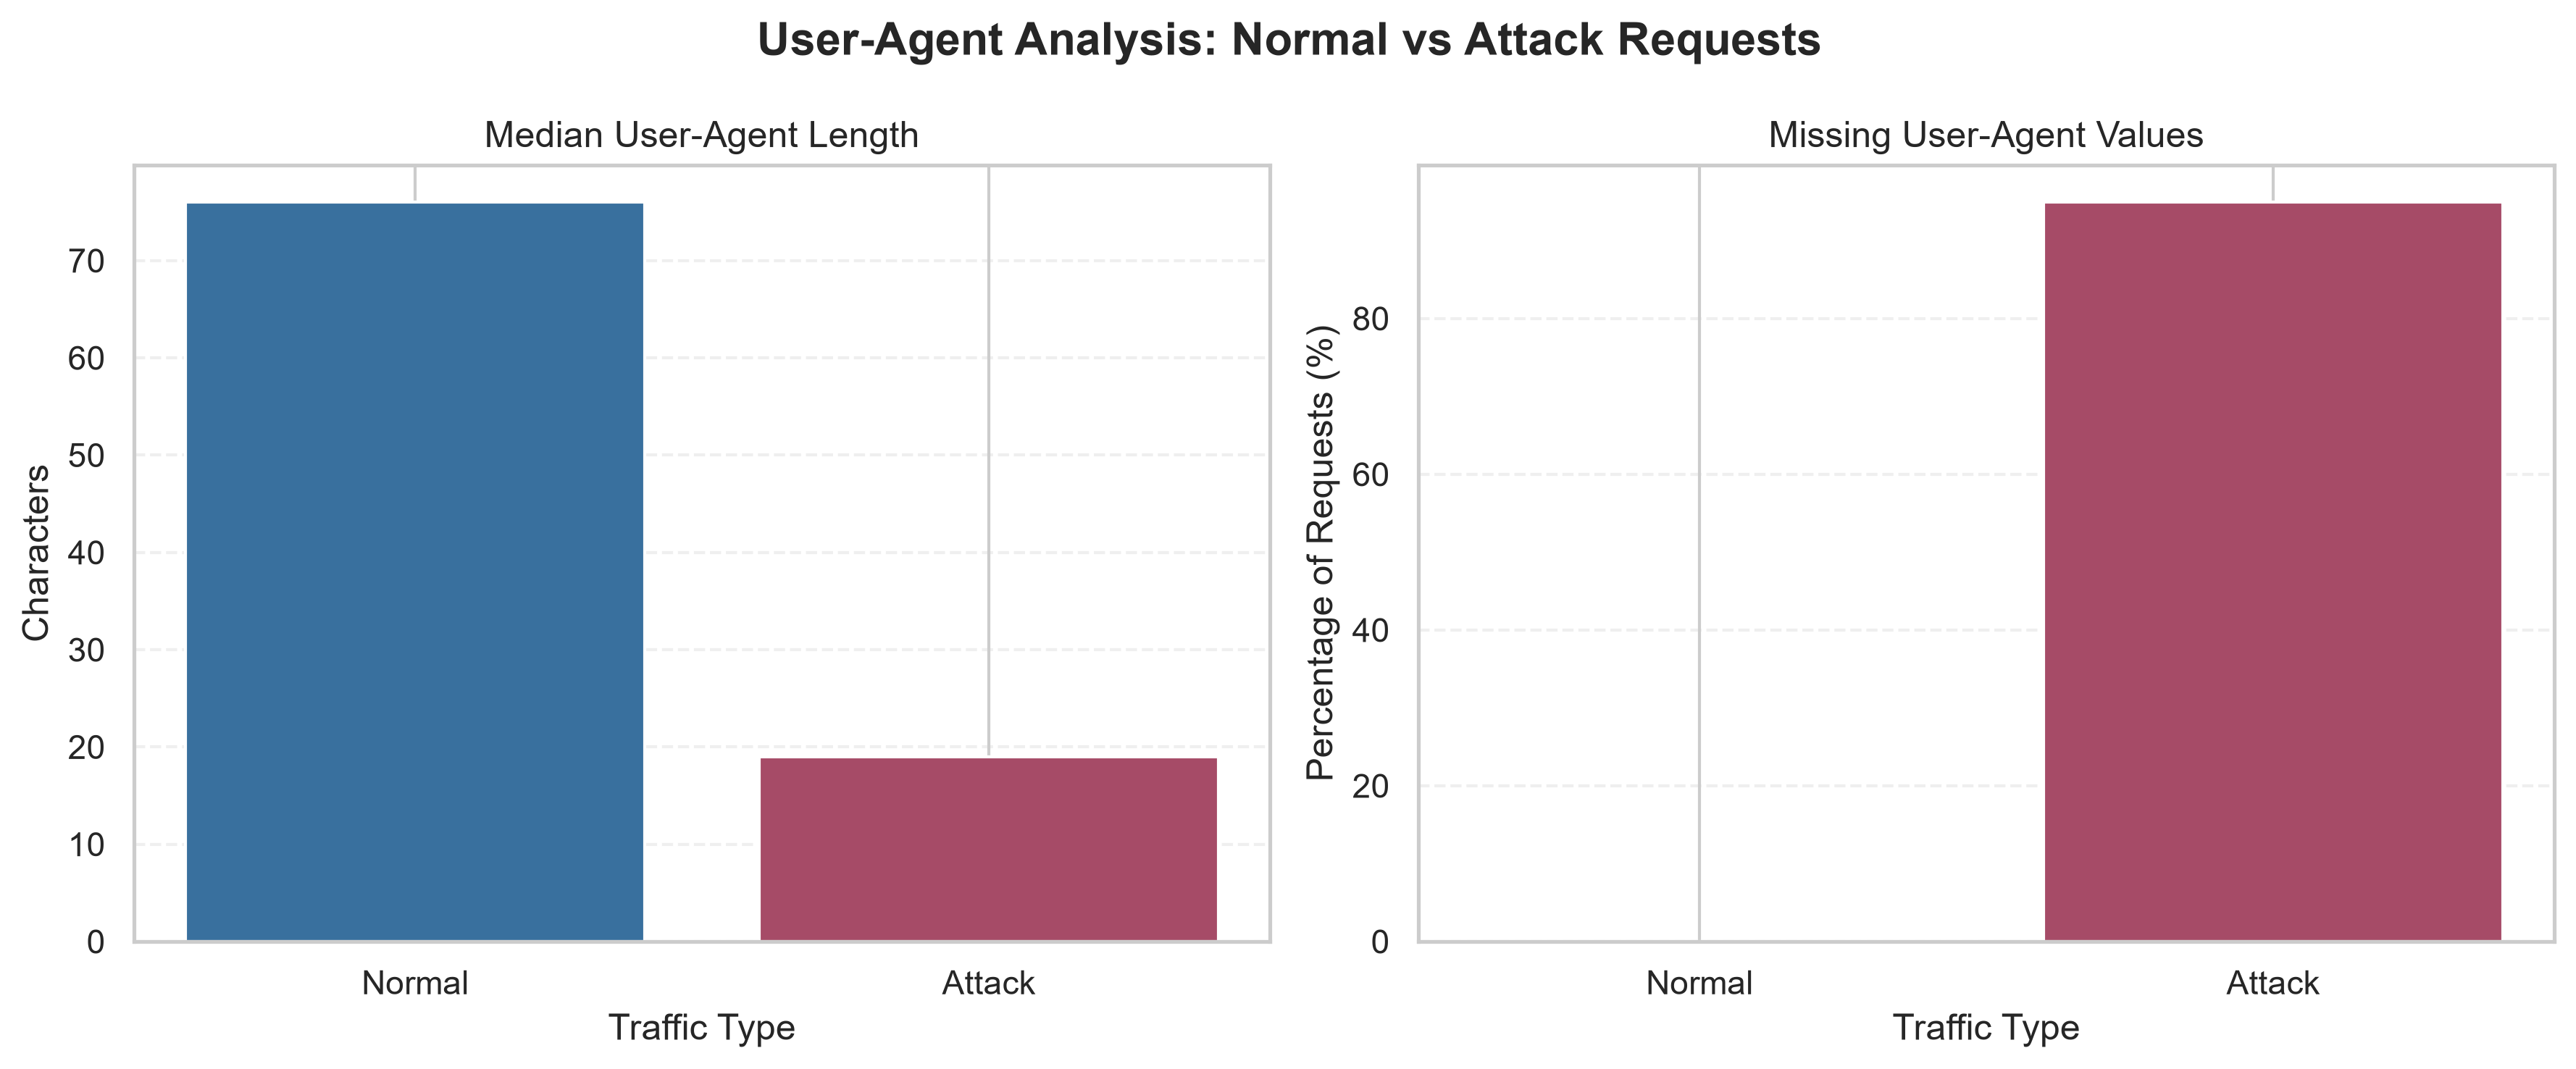 User-Agent Analysis: Normal vs Attack Requests
Median User-Agent Length
Characters
70
60
50
40
30
20
10
0
Normal
Attack
Traffic Type
Missing User-Agent Values
Percentage of Requests (%)
80
60
40
20
0
Normal
Attack
Traffic Type